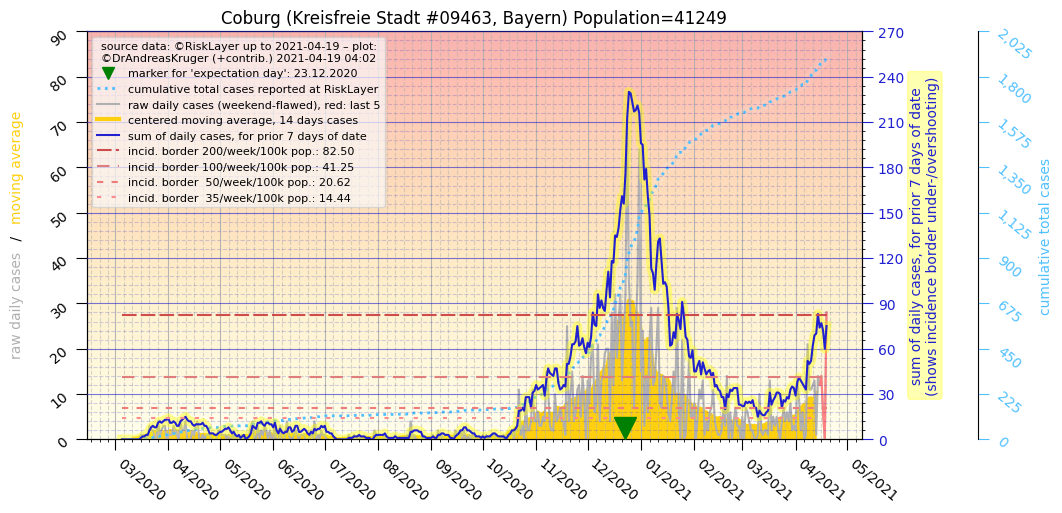 Coburg (Kreisfreie Stadt #09463, Bayern) Population=41249
source data: ©RiskLayer up to 2021-04-19 – plot:
©DrAndreasKruger (+contrib.) 2021-04-19 04:02
marker for 'expectation day': 23.12.2020
cumulative total cases reported at RiskLayer
raw daily cases (weekend-flawed), red: last 5
centered moving average, 14 days cases
sum of daily cases, for prior 7 days of date
incid. border 200/week/100k pop.: 82.50
incid. border 100/week/100k pop.: 41.25
incid. border  50/week/100k pop.: 20.62
incid. border  35/week/100k pop.: 14.44
raw daily cases  /  moving average
90
80
70
60
50
40
30
20
10
0
03/2020
04/2020
05/2020
06/2020
07/2020
08/2020
09/2020
10/2020
11/2020
12/2020
01/2021
02/2021
03/2021
04/2021
05/2021
270
240
210
180
150
120
90
60
30
0
sum of daily cases, for prior 7 days of date
(shows incidence border under-/overshooting)
2,025
1,800
1,575
1,350
1,125
900
675
450
225
0
cumulative total cases